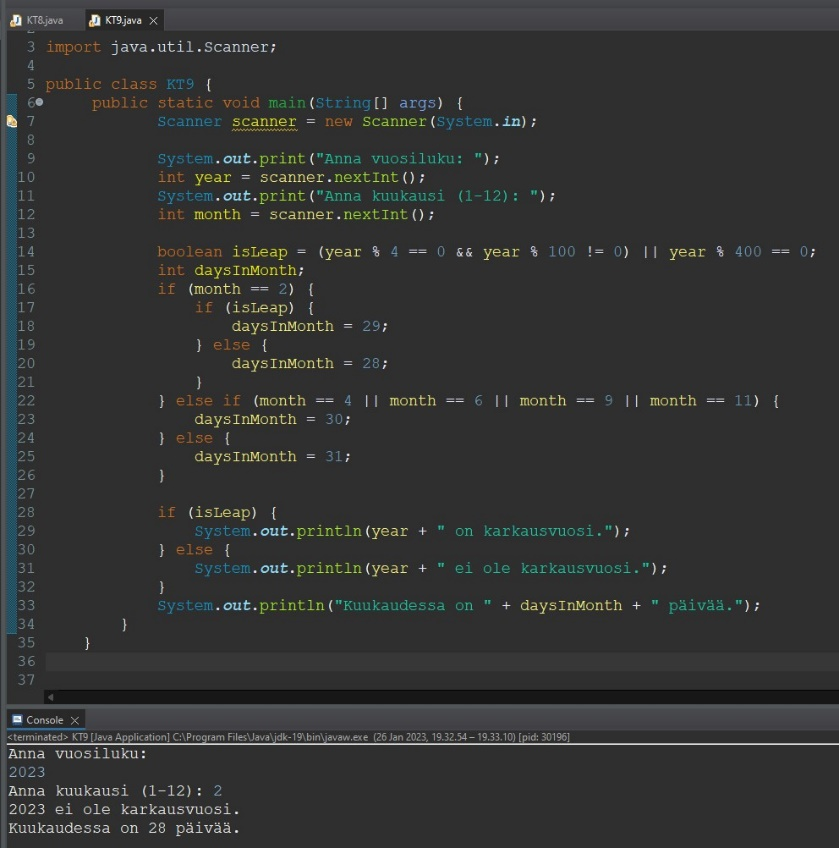 KT8.java KT9.java
3 import java.util.Scanner;
4
5 public class KT9 {
6 public static void main(String[] args) {
7 Scanner scanner = new Scanner(System.in);
8
9 System.out.print("Anna vuosiluku: ");
10 int year = scanner.nextInt();
11 System.out.print("Anna kuukausi (1-12): ");
12 int month = scanner.nextInt();
13
14 boolean isLeap = (year % 4 == 0 && year % 100 != 0) || year % 400 == 0;
15 int daysInMonth;
16 if (month == 2) {
17 if (isLeap) {
18 daysInMonth = 29;
19 } else {
20 daysInMonth = 28;
21 }
22 } else if (month == 4 || month == 6 || month == 9 || month == 11) {
23 daysInMonth = 30;
24 } else {
25 daysInMonth = 31;
26 }
27
28 if (isLeap) {
29 System.out.println(year + " on karkausvuosi.");
30 } else {
31 System.out.println(year + " ei ole karkausvuosi.");
32 }
33 System.out.println("Kuukaudessa on " + daysInMonth + " päivää.");
34 }
35 }
36
37
Console
<terminated> KT9 [Java Application] C:\Program Files\Java\jdk-19\bin\javaw.exe (26 Jan 2023, 19.32.54 – 19.33.10) [pid: 30196]
Anna vuosiluku:
2023
Anna kuukausi (1-12): 2
2023 ei ole karkausvuosi.
Kuukaudessa on 28 päivää.